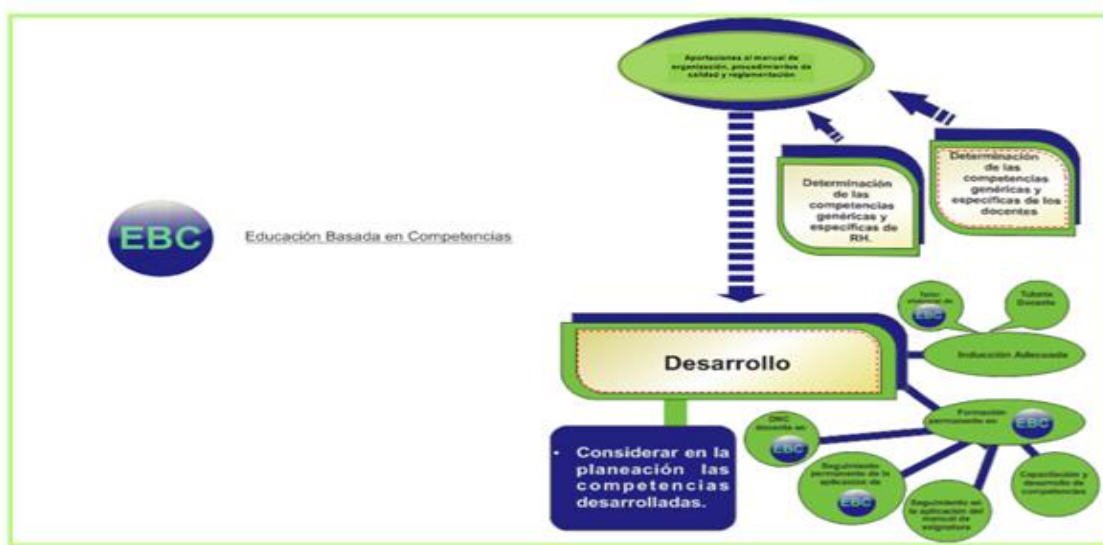 Aportaciones al manual de
organización, procedimientos de
calidad y reglamentación
Determinación
de las
competencias
genéricas y
específicas de
RH.
Determinación
de las
competencias
genéricas y
específicas de los
docentes
EBC
Educación Basada en Competencias
EBC
Tutoría
Docente
Inducción Adecuada
Desarrollo
Formación
permanente en
EBC
DNC
docente en
EBC
• Considerar en la
planeación las
competencias
desarrolladas.
Seguimiento
permanente de la
aplicación de
EBC
Seguimiento en
la aplicación del
manual de
asignatura
Capacitación y
desarrollo de
competencias